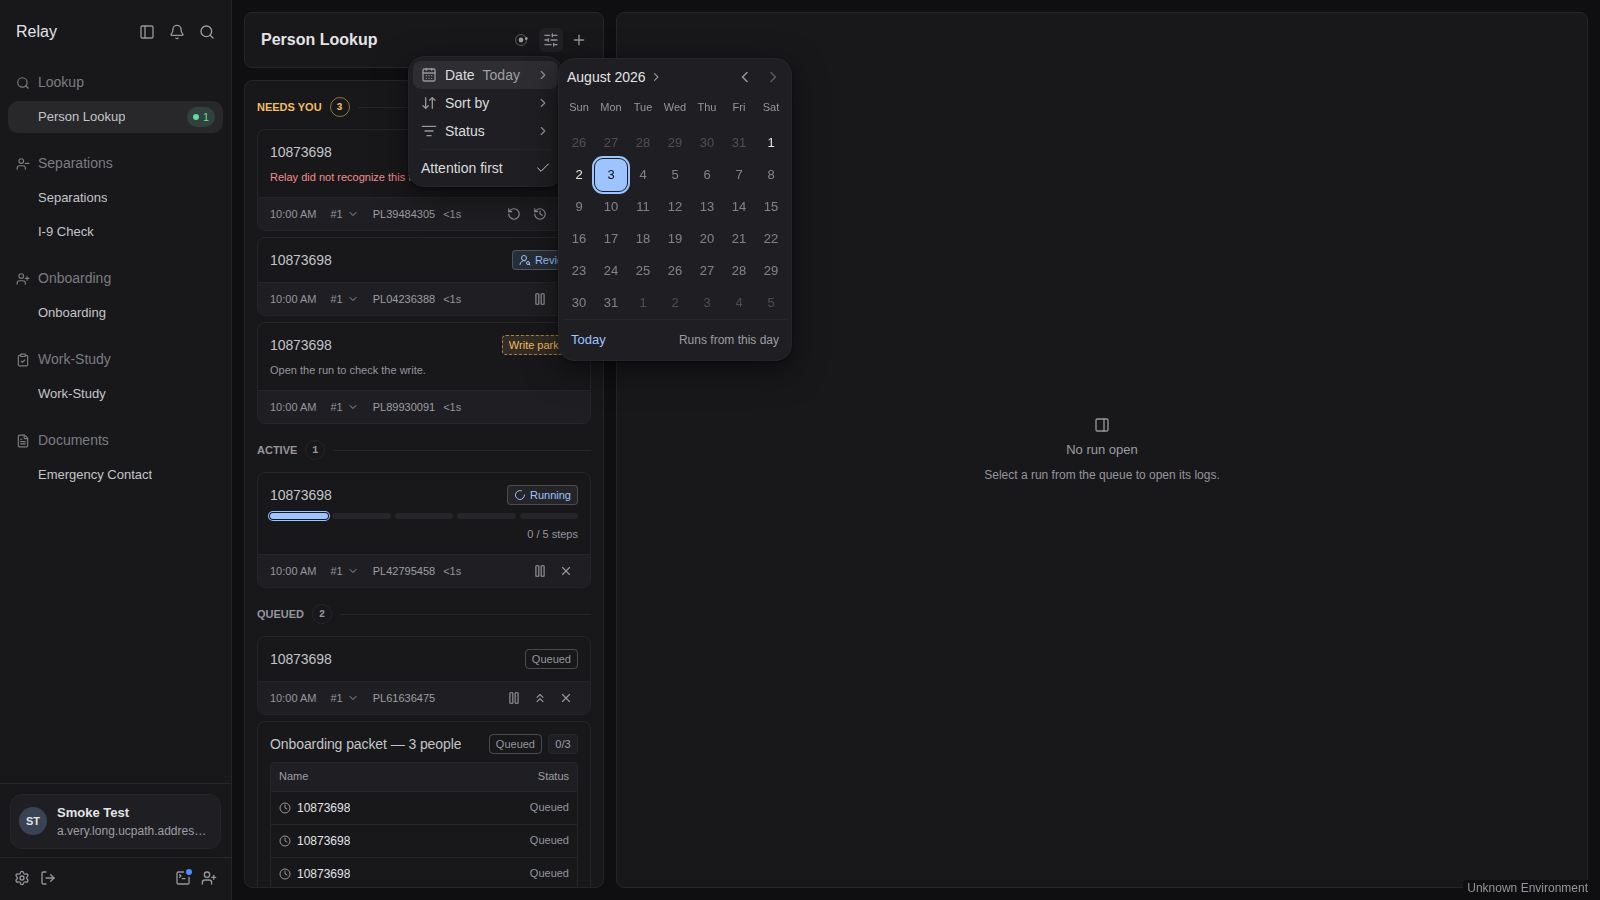 Relay
Lookup
Person Lookup
1
Separations
Separations
I-9 Check
Onboarding
Onboarding
Work-Study
Work-Study
Documents
Emergency Contact
ST
Smoke Test
a.very.long.ucpath.addres…
Person Lookup
NEEDS YOU 3
10873698
Relay did not recognize this
10:00 AM #1 PL39484305 <1s
10873698
10:00 AM #1 PL04236388 <1s
10873698
Write park
Open the run to check the write.
10:00 AM #1 PL89930091 <1s
ACTIVE 1
10873698 Running
0 / 5 steps
10:00 AM #1 PL42795458 <1s
QUEUED 2
10873698 Queued
10:00 AM #1 PL61636475
Onboarding packet — 3 people Queued 0/3
Name Status
10873698 Queued
10873698 Queued
10873698 Queued
Date Today
Sort by
Status
Attention first
August 2026
Sun Mon Tue Wed Thu Fri Sat
26 27 28 29 30 31 1
2 3 4 5 6 7 8
9 10 11 12 13 14 15
16 17 18 19 20 21 22
23 24 25 26 27 28 29
30 31 1 2 3 4 5
Today Runs from this day
No run open
Select a run from the queue to open its logs.
Unknown Environment